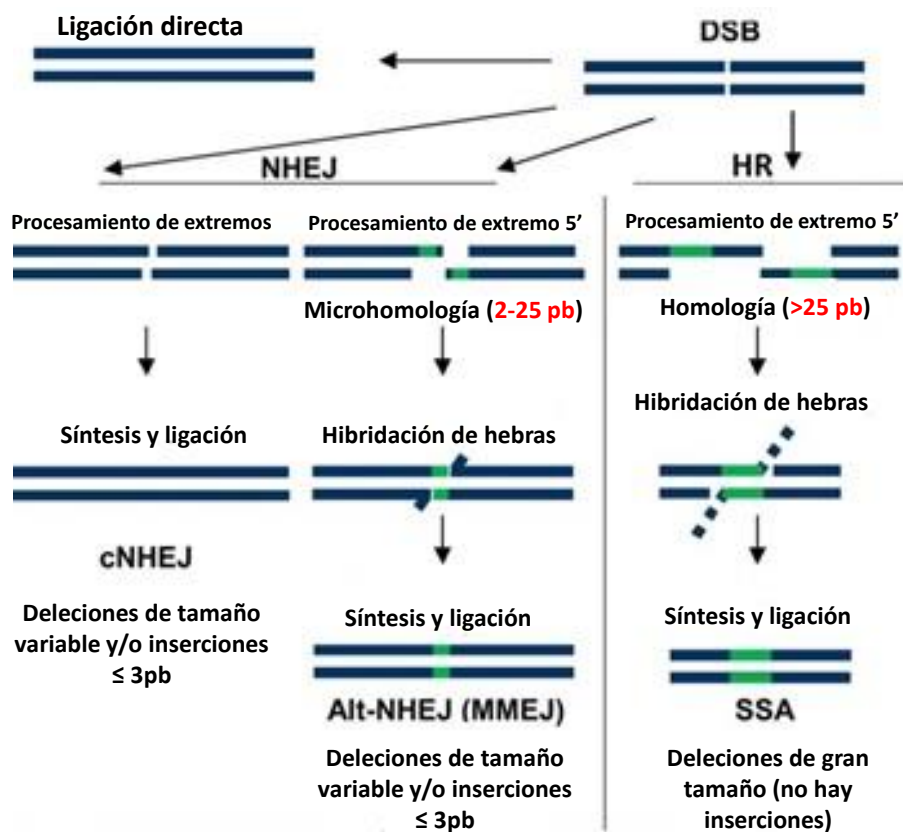 Ligación directa
DSB
NHEJ
HR
Procesamiento de extremos
Procesamiento de extremo 5’
Procesamiento de extremo 5’
Microhomología (2-25 pb)
Homología (>25 pb)
Síntesis y ligación
Hibridación de hebras
Hibridación de hebras
cNHEJ
Deleciones de tamaño
variable y/o inserciones
≤ 3pb
Síntesis y ligación
Síntesis y ligación
Alt-NHEJ (MMEJ)
SSA
Deleciones de tamaño
variable y/o inserciones
≤ 3pb
Deleciones de gran
tamaño (no hay
inserciones)